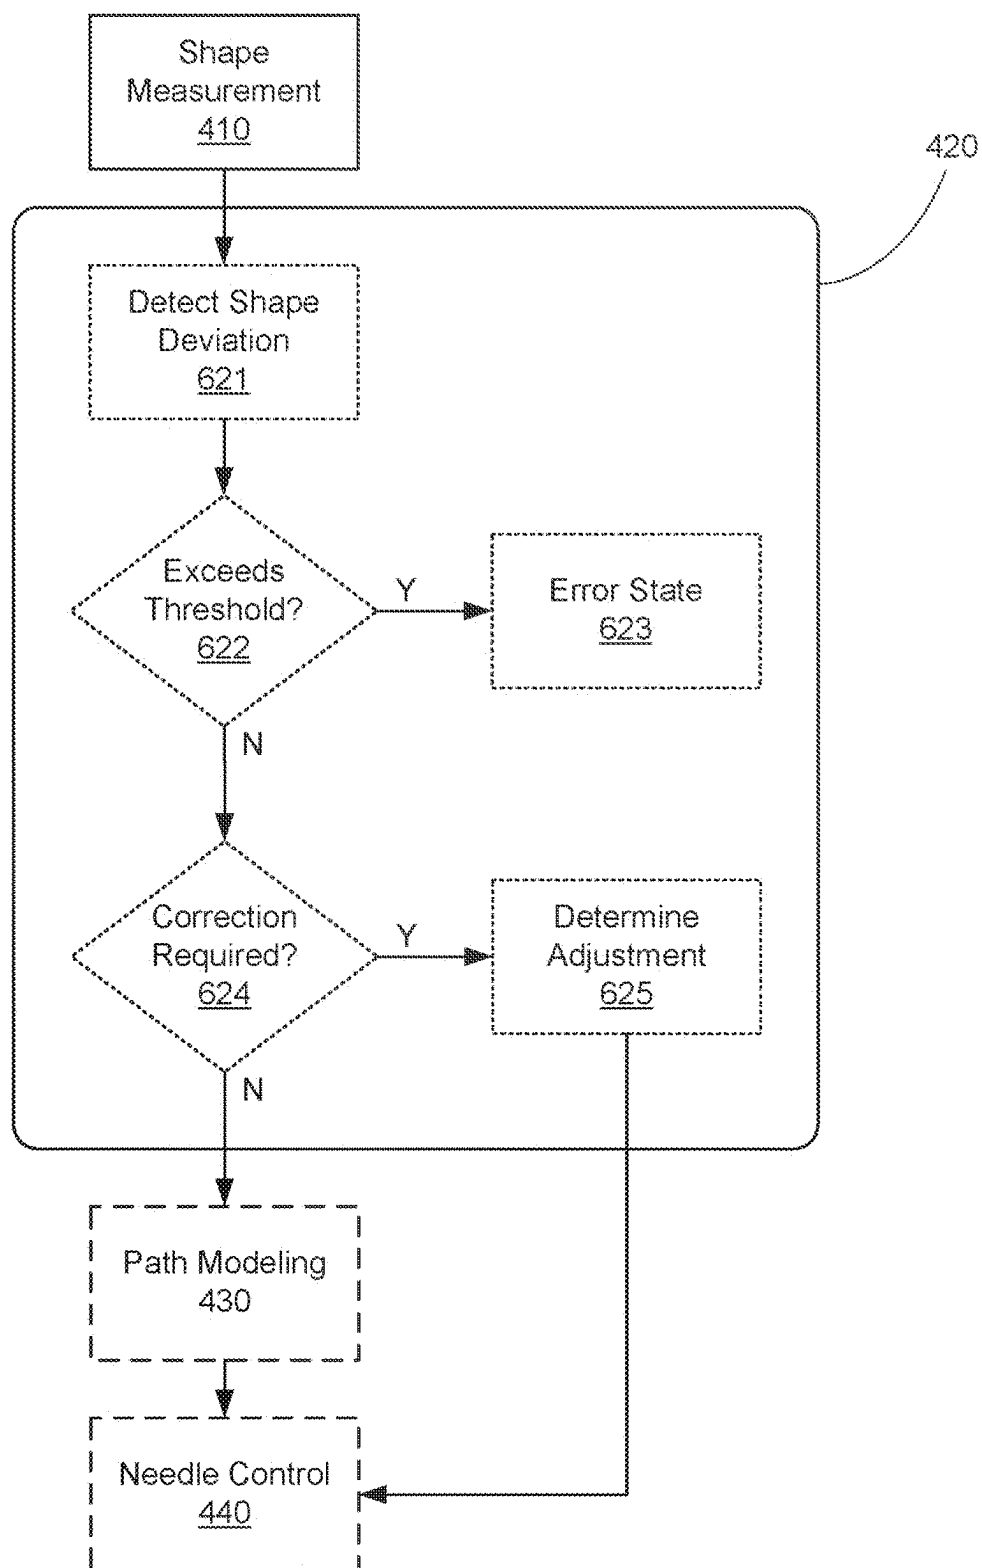 Shape
Measurement
410
420
Detect Shape
Deviation
621
Exceeds
Threshold?
622
Y
Error State
623
N
Correction
Required?
624
Y
Determine
Adjustment
625
N
Path Modeling
430
Needle Control
440